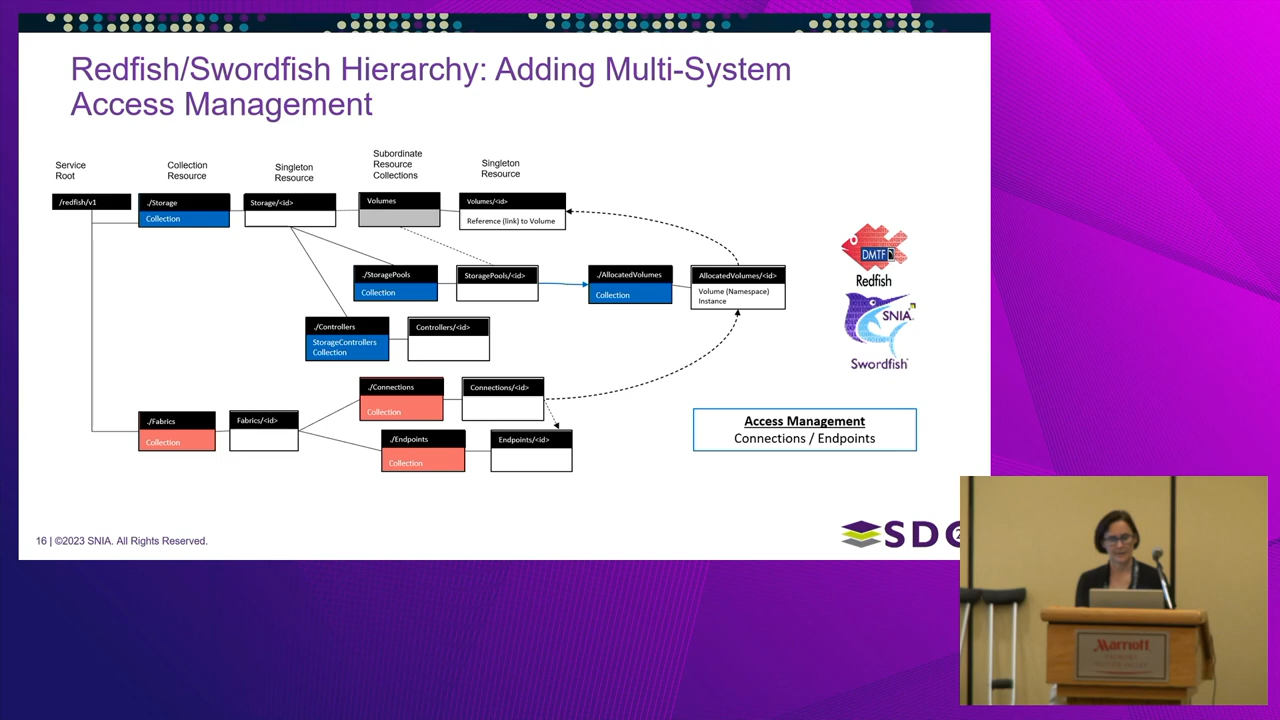 Redfish/Swordfish Hierarchy: Adding Multi-System
Access Management
Service
Root
Collection
Resource
Singleton
Resource
Subordinate
Resource
Collections
Singleton
Resource
/redfish/v1
./Storage
Collection
Storage/<id>
Volumes
Volumes/<id>
Reference (link) to Volume
./StoragePools
Collection
StoragePools/<id>
./AllocatedVolumes
Collection
AllocatedVolumes/<id>
Volume (Namespace)
Instance
./Controllers
StorageControllers
Collection
Controllers/<id>
./Connections
Collection
Connections/<id>
./Fabrics
Collection
Fabrics/<id>
./Endpoints
Collection
Endpoints/<id>
DMTF
Redfish
SNIA
Swordfish
Access Management
Connections / Endpoints
16 | ©2023 SNIA. All Rights Reserved.
SDC
Marriott